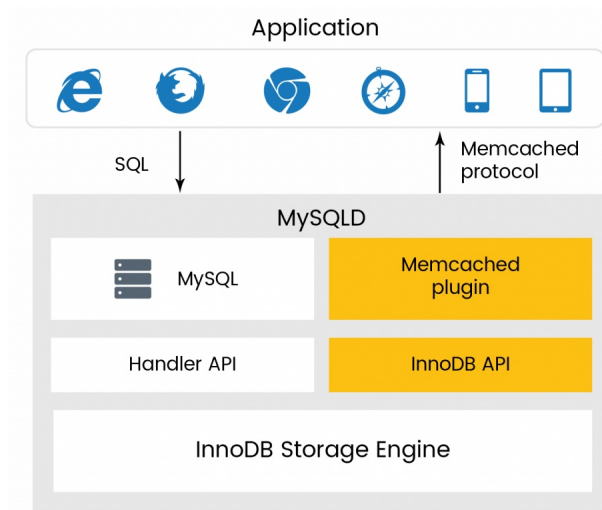 Application
SQL
Memcached
protocol
MySQLD
MySQL
Memcached
plugin
Handler API
InnoDB API
InnoDB Storage Engine